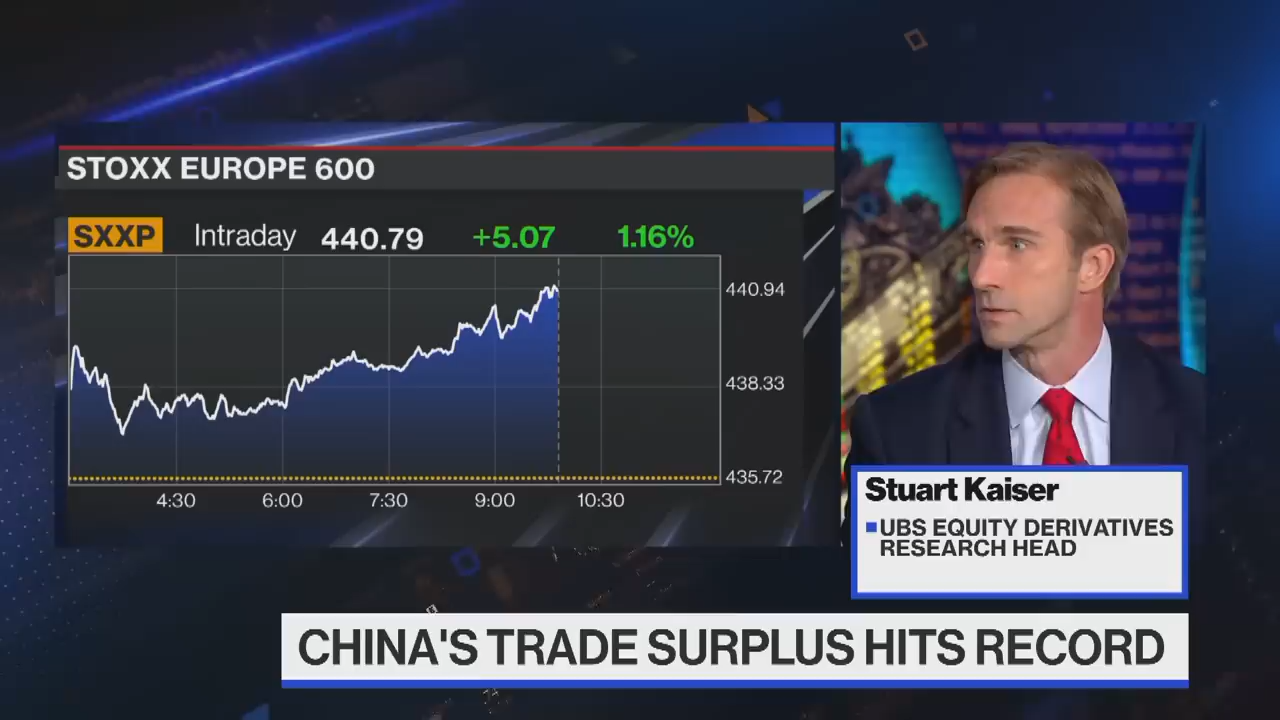 STOXX EUROPE 600
SXXP Intraday 440.79 +5.07 1.16%
440.94
438.33
435.72
4:30 6:00 7:30 9:00 10:30
Stuart Kaiser
UBS EQUITY DERIVATIVES
RESEARCH HEAD
CHINA'S TRADE SURPLUS HITS RECORD